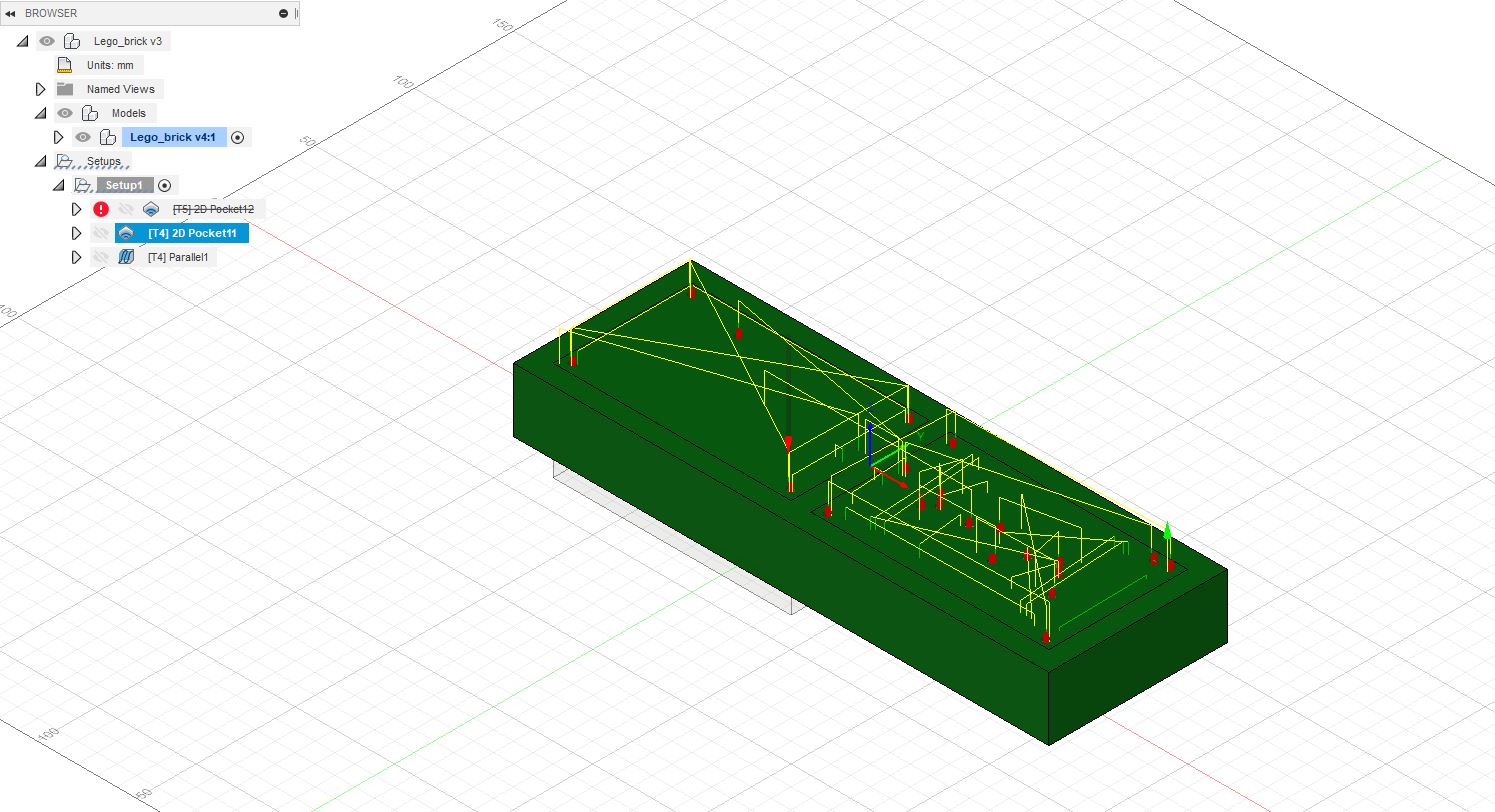 BROWSER
Lego_brick v3
Units: mm
Named Views
Models
Lego_brick v4:1
Setups
Setup1
[T5] 2D Pocket12
[T4] 2D Pocket11
[T4] Parallel1
150
100
50
100
50
Y